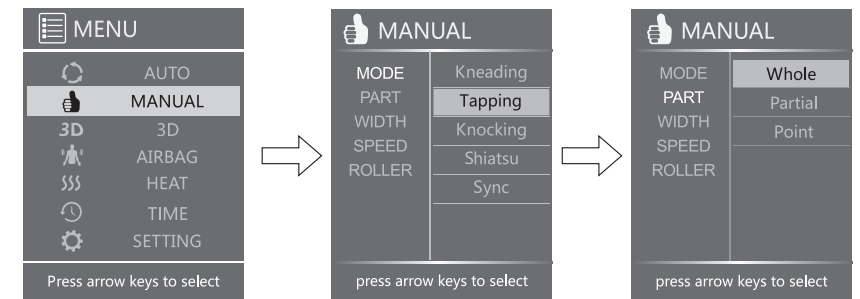 MENU
AUTO
MANUAL
3D 3D
AIRBAG
HEAT
TIME
SETTING
Press arrow keys to select
MANUAL
MODE
PART
WIDTH
SPEED
ROLLER
Kneading
Tapping
Knocking
Shiatsu
Sync
press arrow keys to select
MANUAL
MODE
PART
WIDTH
SPEED
ROLLER
Whole
Partial
Point
press arrow keys to select